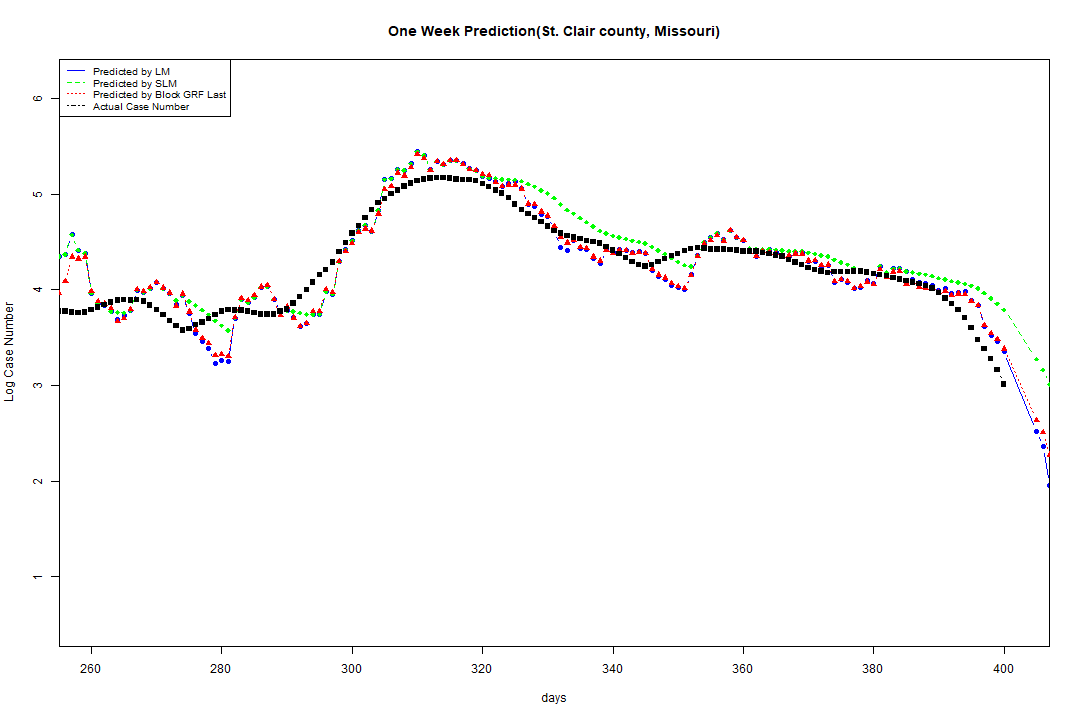 One Week Prediction(St. Clair county, Missouri)
Predicted by LM
Predicted by SLM
Predicted by Block GRF Last
Actual Case Number
Log Case Number
6
5
4
3
2
1
260 280 300 320 340 360 380 400
days